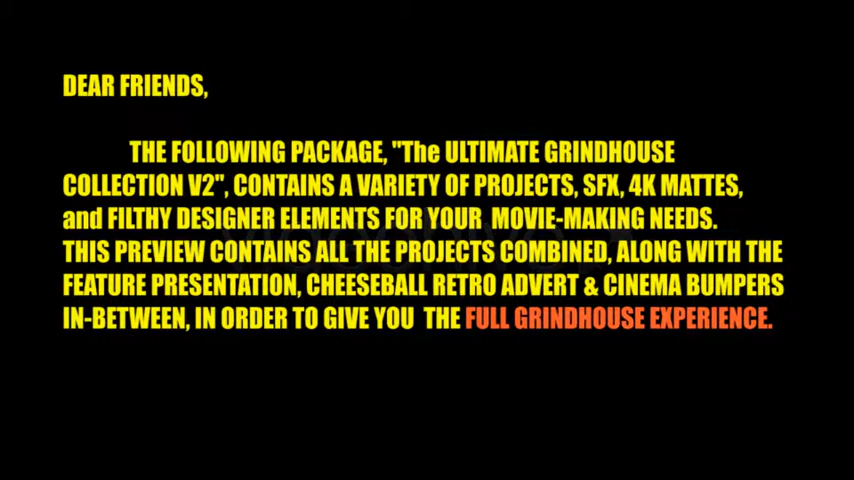 DEAR FRIENDS,
THE FOLLOWING PACKAGE, "The ULTIMATE GRINDHOUSE
COLLECTION V2", CONTAINS A VARIETY OF PROJECTS, SFX, 4K MATTES,
and FILTHY DESIGNER ELEMENTS FOR YOUR MOVIE-MAKING NEEDS.
THIS PREVIEW CONTAINS ALL THE PROJECTS COMBINED, ALONG WITH THE
FEATURE PRESENTATION, CHEESEBALL RETRO ADVERT & CINEMA BUMPERS
IN-BETWEEN, IN ORDER TO GIVE YOU THE FULL GRINDHOUSE EXPERIENCE.